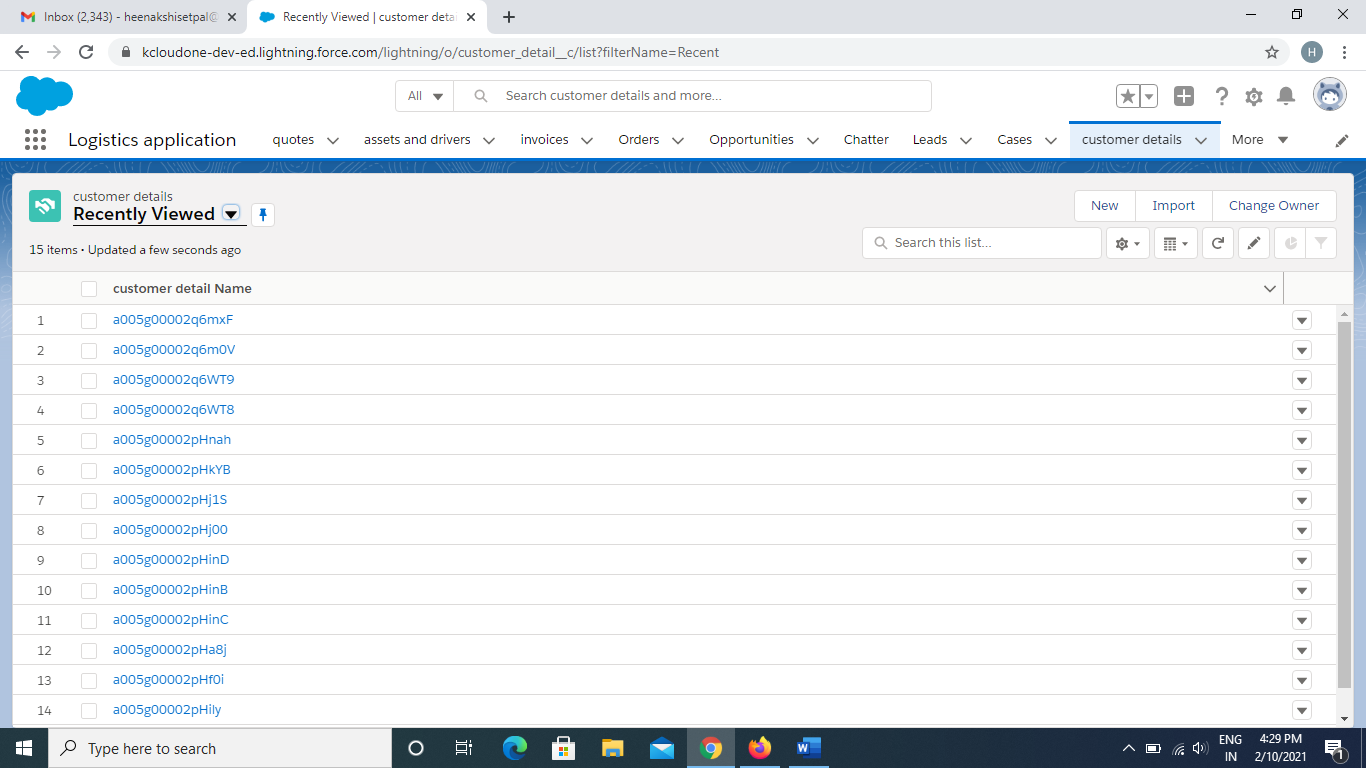 Inbox (2,343) - heenakshisetpal@
Recently Viewed | customer detai
kcloudone-dev-ed.lightning.force.com/lightning/o/customer_detail__c/list?filterName=Recent
H
All
Search customer details and more...
Logistics application
quotes
assets and drivers
invoices
Orders
Opportunities
Chatter
Leads
Cases
customer details
More
customer details
Recently Viewed
New
Import
Change Owner
15 items • Updated a few seconds ago
Search this list...
customer detail Name
1 a005g00002q6mxF
2 a005g00002q6m0V
3 a005g00002q6WT9
4 a005g00002q6WT8
5 a005g00002pHnah
6 a005g00002pHkYB
7 a005g00002pHj1S
8 a005g00002pHj00
9 a005g00002pHinD
10 a005g00002pHinB
11 a005g00002pHinC
12 a005g00002pHa8j
13 a005g00002pHf0i
14 a005g00002pHily
Type here to search
W
ENG
IN
4:29 PM
2/10/2021
1